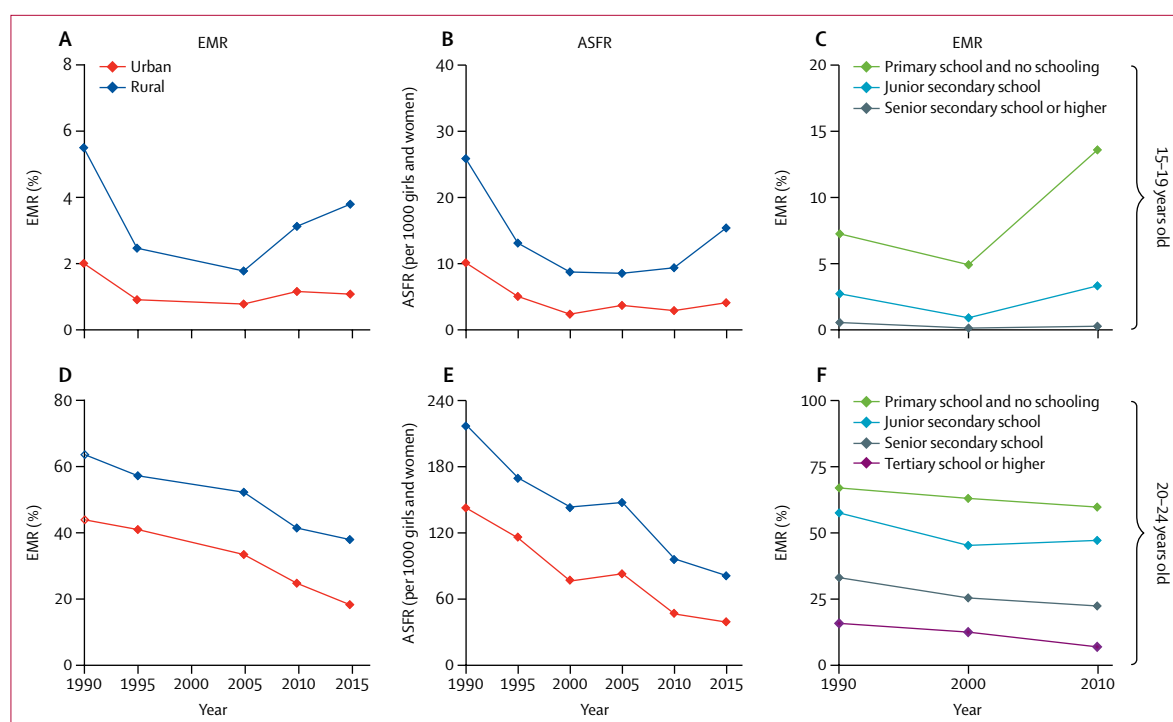 A
EMR
EMR (%)
8
6
4
2
0
Urban
Rural
B
ASFR
ASFR (per 1000 girls and women)
40
30
20
10
0
C
EMR
EMR (%)
20
15
10
5
0
Primary school and no schooling
Junior secondary school
Senior secondary school or higher
15–19 years old
D
EMR (%)
80
60
40
20
0
1990 1995 2000 2005 2010 2015
Year
E
ASFR (per 1000 girls and women)
240
180
120
60
0
1990 1995 2000 2005 2010 2015
Year
F
EMR (%)
100
75
50
25
0
Primary school and no schooling
Junior secondary school
Senior secondary school
Tertiary school or higher
1990 2000 2010
Year
20–24 years old